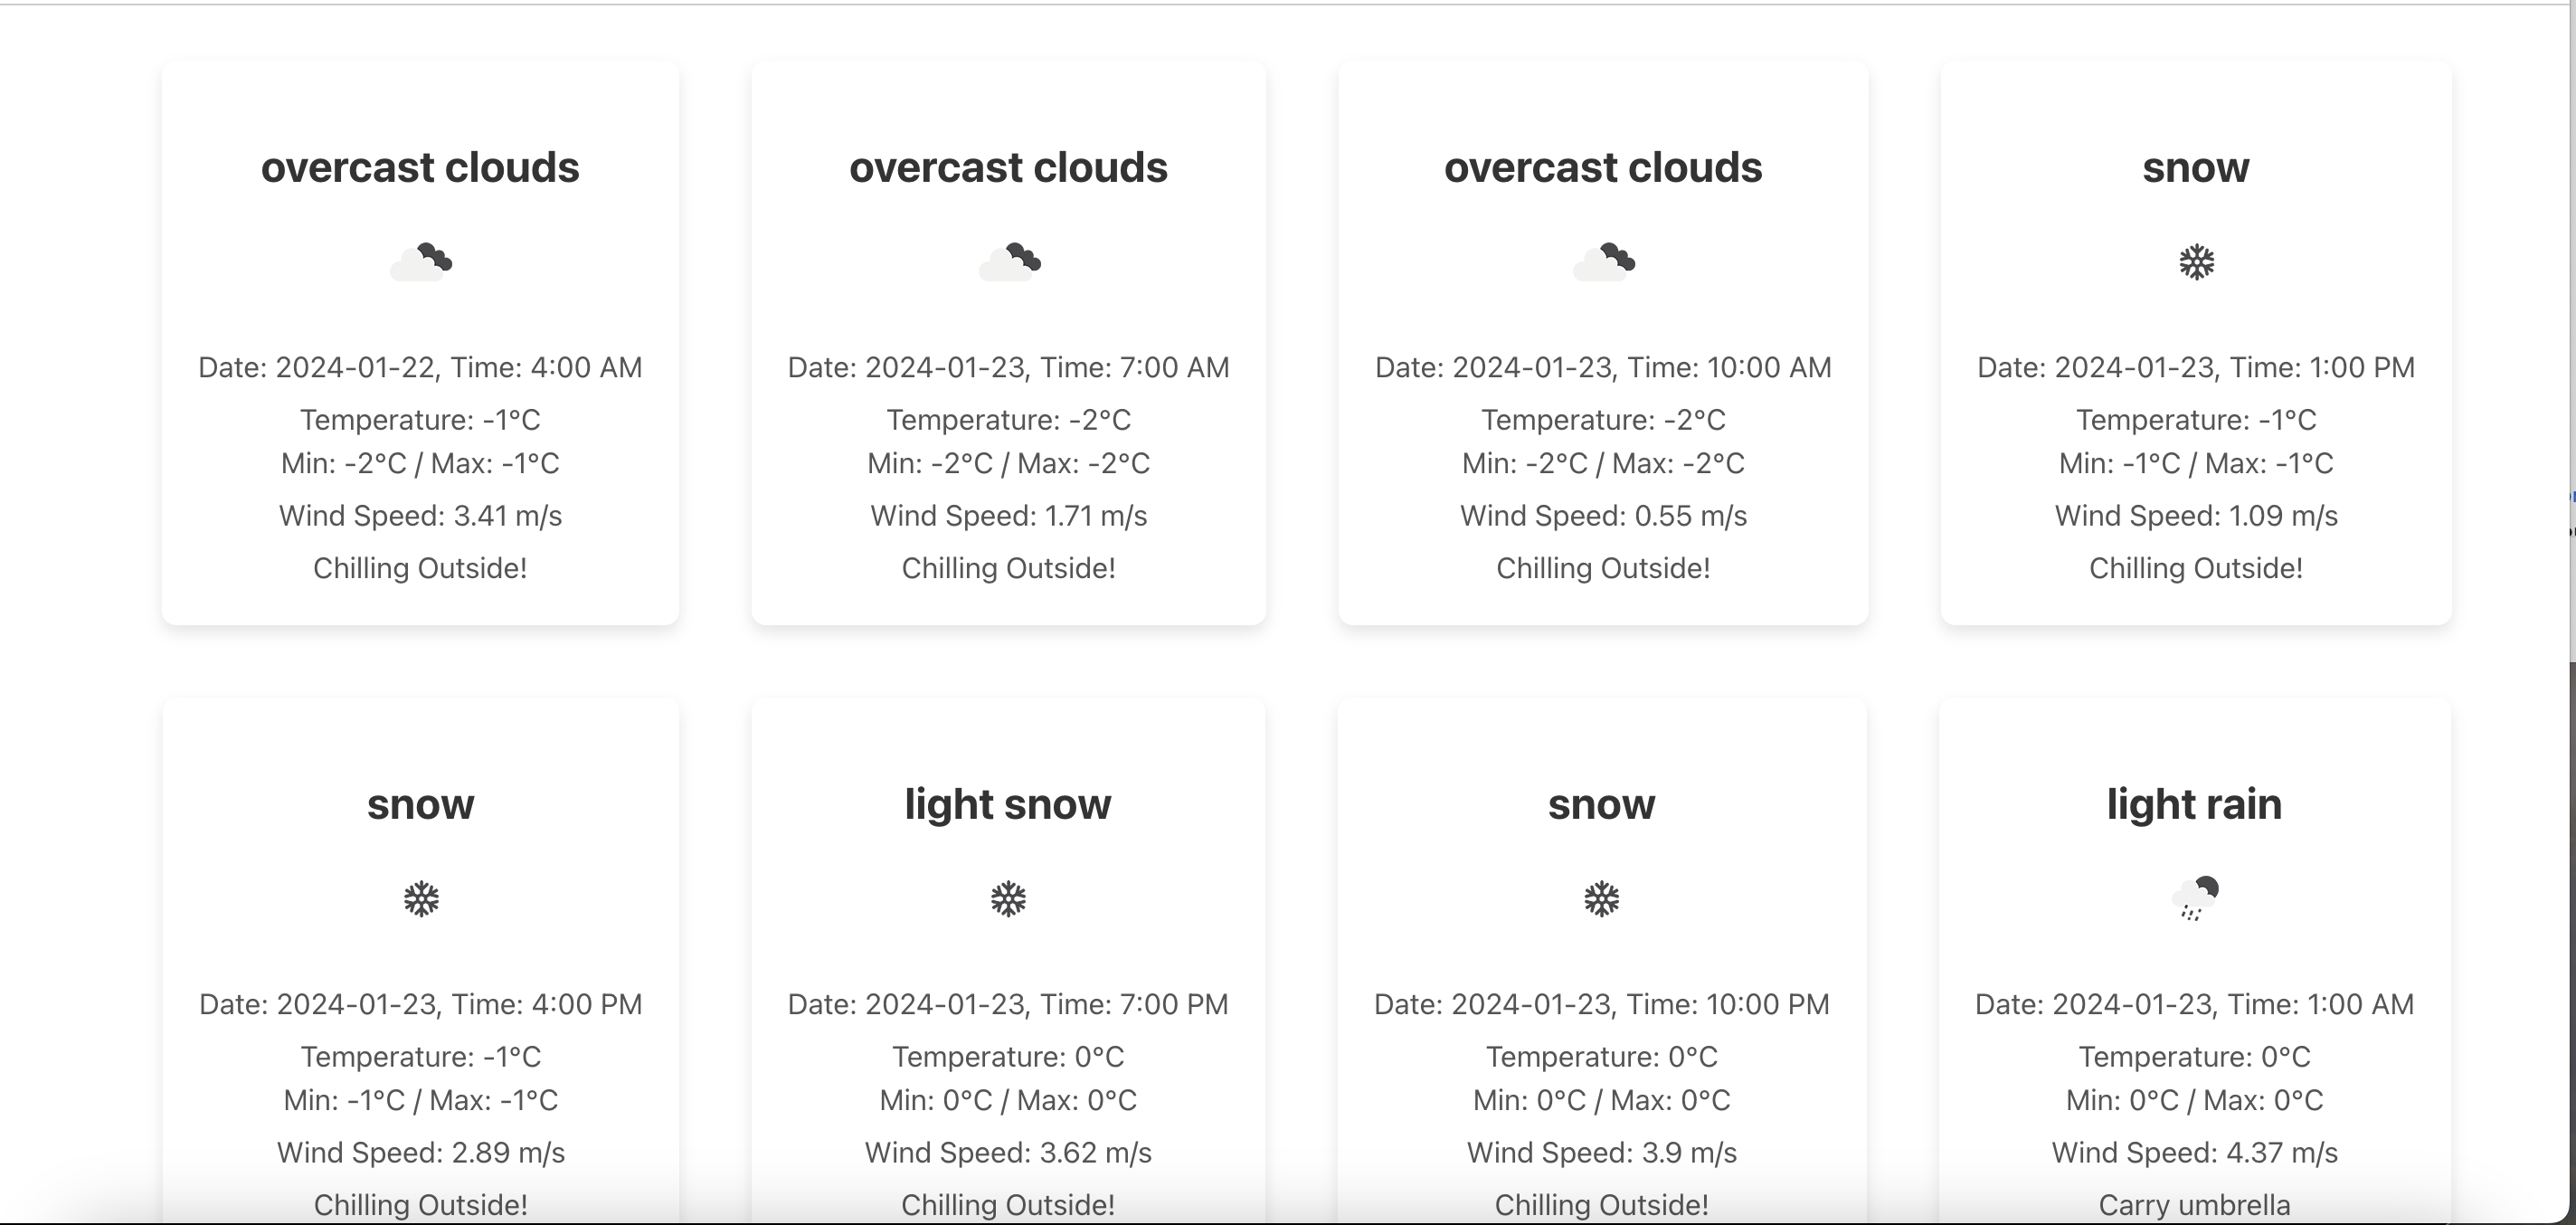 overcast clouds
Date: 2024-01-22, Time: 4:00 AM
Temperature: -1°C
Min: -2°C / Max: -1°C
Wind Speed: 3.41 m/s
Chilling Outside!
overcast clouds
Date: 2024-01-23, Time: 7:00 AM
Temperature: -2°C
Min: -2°C / Max: -2°C
Wind Speed: 1.71 m/s
Chilling Outside!
overcast clouds
Date: 2024-01-23, Time: 10:00 AM
Temperature: -2°C
Min: -2°C / Max: -2°C
Wind Speed: 0.55 m/s
Chilling Outside!
snow
Date: 2024-01-23, Time: 1:00 PM
Temperature: -1°C
Min: -1°C / Max: -1°C
Wind Speed: 1.09 m/s
Chilling Outside!
snow
Date: 2024-01-23, Time: 4:00 PM
Temperature: -1°C
Min: -1°C / Max: -1°C
Wind Speed: 2.89 m/s
Chilling Outside!
light snow
Date: 2024-01-23, Time: 7:00 PM
Temperature: 0°C
Min: 0°C / Max: 0°C
Wind Speed: 3.62 m/s
Chilling Outside!
snow
Date: 2024-01-23, Time: 10:00 PM
Temperature: 0°C
Min: 0°C / Max: 0°C
Wind Speed: 3.9 m/s
Chilling Outside!
light rain
Date: 2024-01-23, Time: 1:00 AM
Temperature: 0°C
Min: 0°C / Max: 0°C
Wind Speed: 4.37 m/s
Carry umbrella